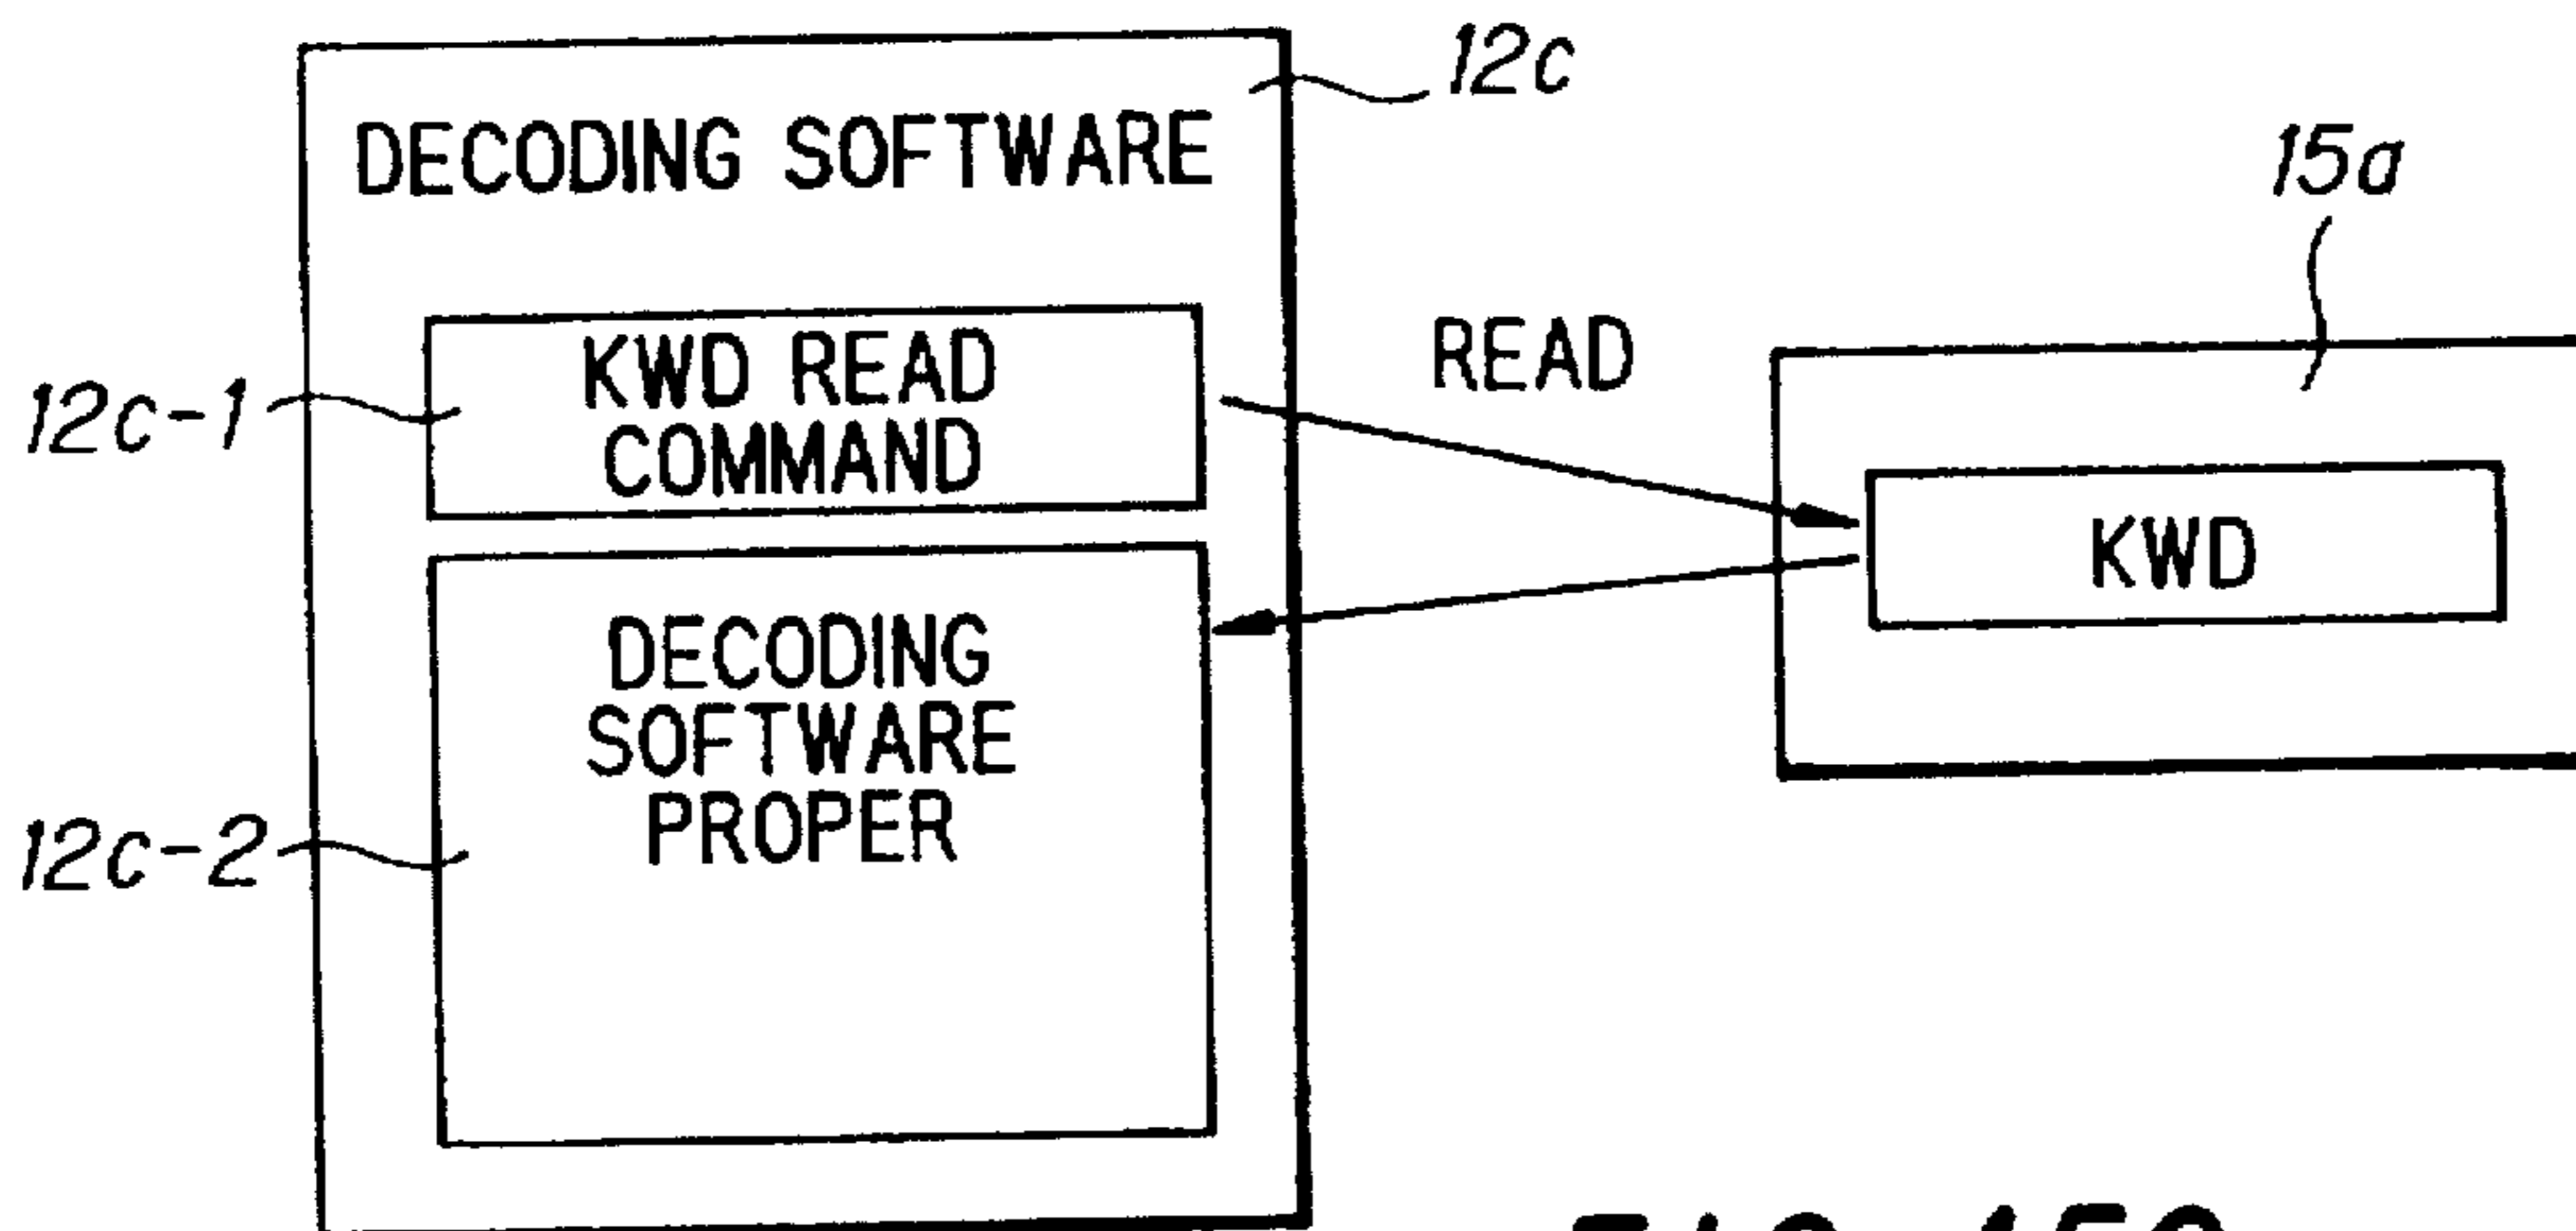 12c
DECODING SOFTWARE
15a
READ
KWD READ
COMMAND
12c-1
KWD
DECODING
SOFTWARE
PROPER
12c-2